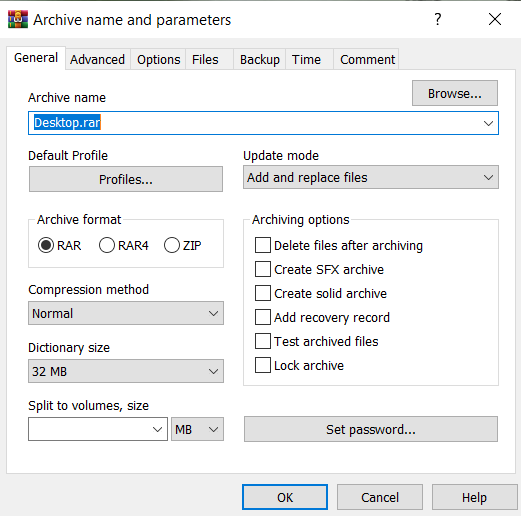 Archive name and parameters
?
General Advanced Options Files Backup Time Comment
Archive name
Browse...
Desktop.rar
Default Profile
Update mode
Profiles...
Add and replace files
Archive format
RAR RAR4 ZIP
Archiving options
Delete files after archiving
Create SFX archive
Create solid archive
Add recovery record
Test archived files
Lock archive
Compression method
Normal
Dictionary size
32 MB
Split to volumes, size
MB
Set password...
OK Cancel Help